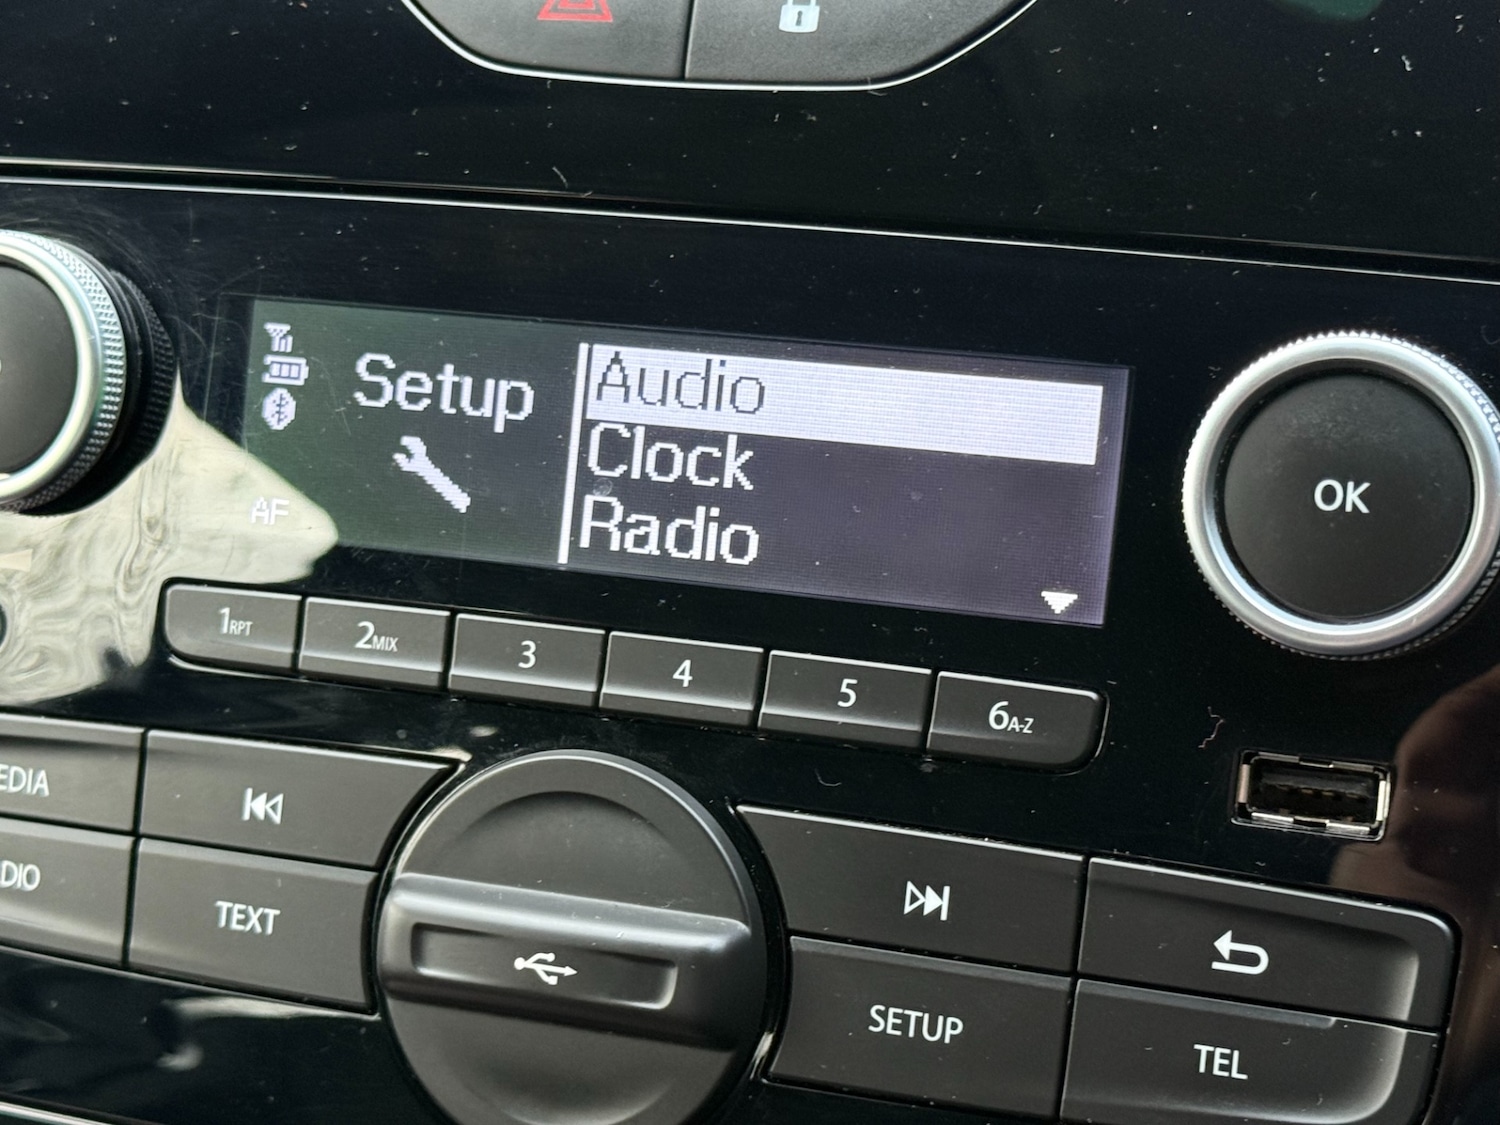 Setup
Audio
Clock
Radio
AF
OK
1RPT
2MIX
3
4
5
6A-Z
EDIA
DIO
TEXT
SETUP
TEL